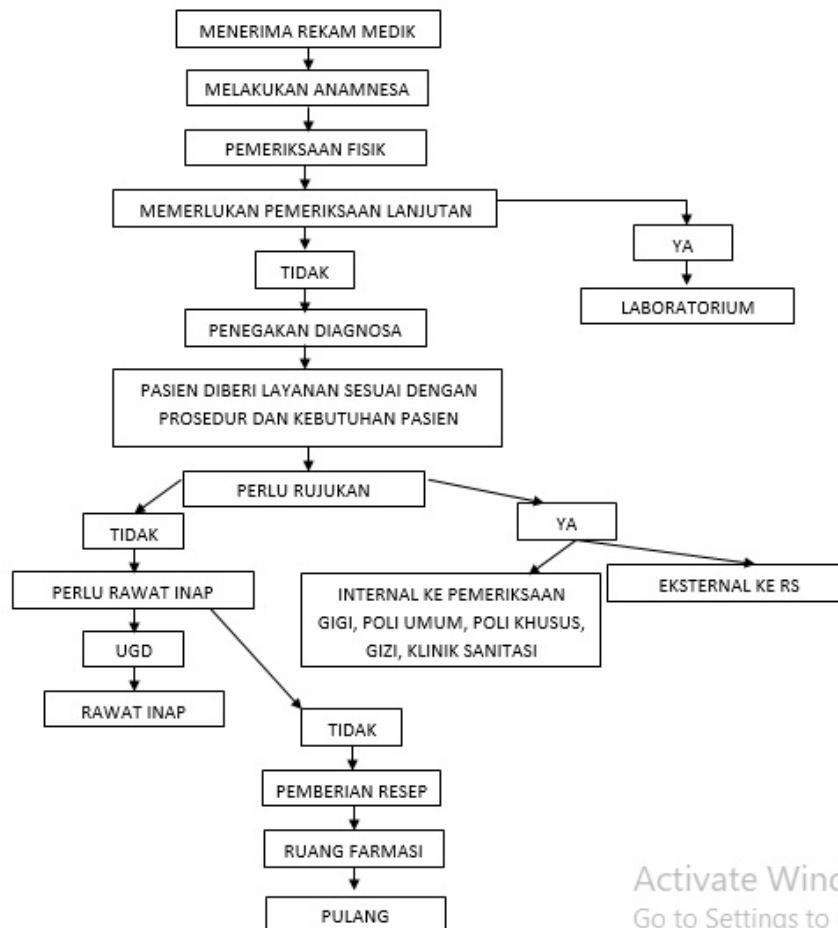 MENERIMA REKAM MEDIK
MELAKUKAN ANAMNESA
PEMERIKSAAN FISIK
MEMERLUKAN PEMERIKSAAN LANJUTAN
YA
TIDAK
LABORATORIUM
PENEGAKAN DIAGNOSA
PASIEN DIBERI LAYANAN SESUAI DENGAN
PROSEDUR DAN KEBUTUHAN PASIEN
PERLU RUJUKAN
TIDAK
YA
PERLU RAWAT INAP
INTERNAL KE PEMERIKSAAN
GIGI, POLI UMUM, POLI KHUSUS,
GIZI, KLINIK SANITASI
EKSTERNAL KE RS
UGD
RAWAT INAP
TIDAK
PEMBERIAN RESEP
RUANG FARMASI
PULANG
Activate Wind
Go to Settings to